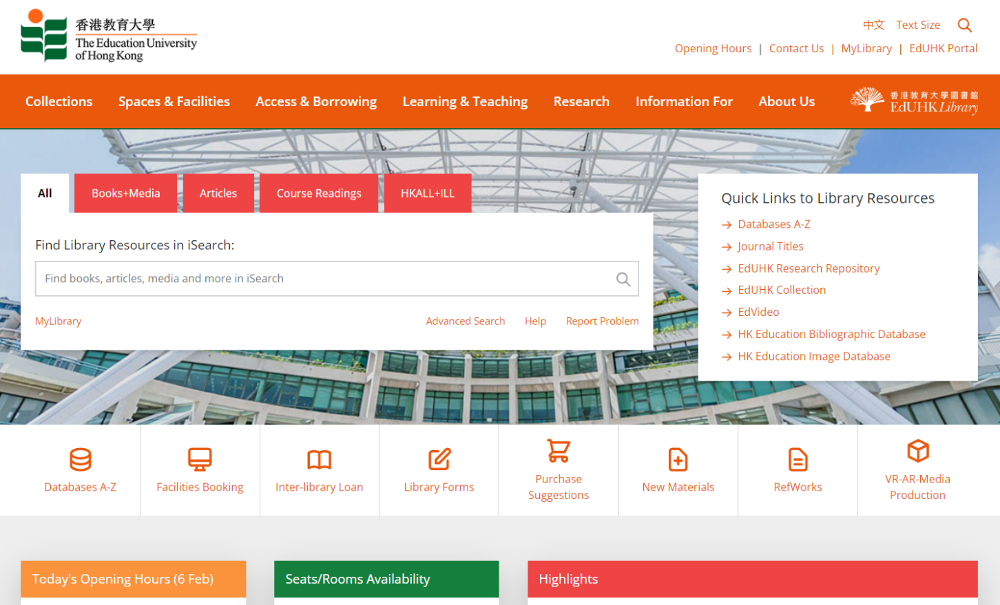 香港教育大學
The Education University
of Hong Kong
中文 Text Size
Opening Hours | Contact Us | MyLibrary | EdUHK Portal
Collections Spaces & Facilities Access & Borrowing Learning & Teaching Research Information For About Us
香港教育大學圖書館
EdUHK Library
All Books+Media Articles Course Readings HKALL+ILL
Find Library Resources in iSearch:
Find books, articles, media and more in iSearch
MyLibrary Advanced Search Help Report Problem
Quick Links to Library Resources
Databases A-Z
Journal Titles
EdUHK Research Repository
EdUHK Collection
EdVideo
HK Education Bibliographic Database
HK Education Image Database
Databases A-Z
Facilities Booking
Inter-library Loan
Library Forms
Purchase
Suggestions
New Materials
RefWorks
VR-AR-Media
Production
Today's Opening Hours (6 Feb)
Seats/Rooms Availability
Highlights